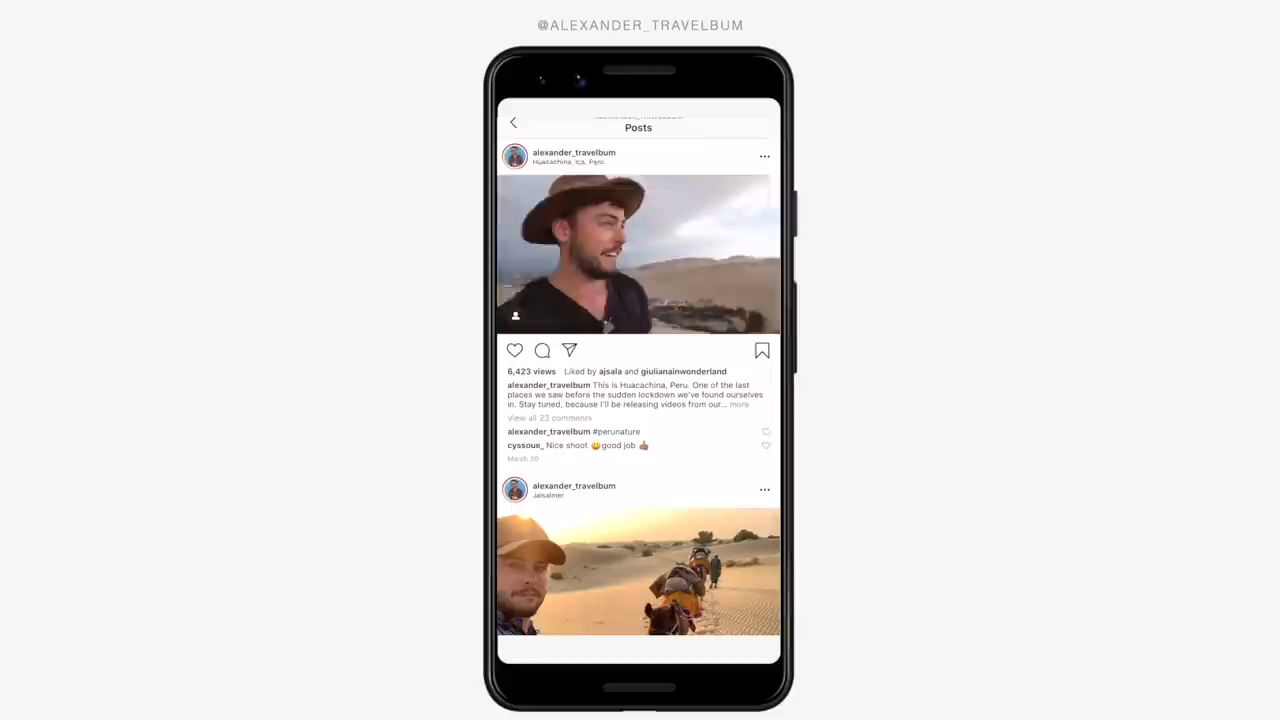 @ALEXANDER_TRAVELBUM
Posts
alexander_travelbum
Huacachina, Ica, Peru
6,423 views Liked by ajsala and giulianainwonderland
alexander_travelbum This is Huacachina, Peru. One of the last
places we saw before the sudden lockdown we've found ourselves
in. Stay tuned, because I'll be releasing videos from our... more
View all 23 comments
alexander_travelbum #perunature
cyssoue_ Nice shoot 😃good job 👍🏽
March 30
alexander_travelbum
Jaisalmer